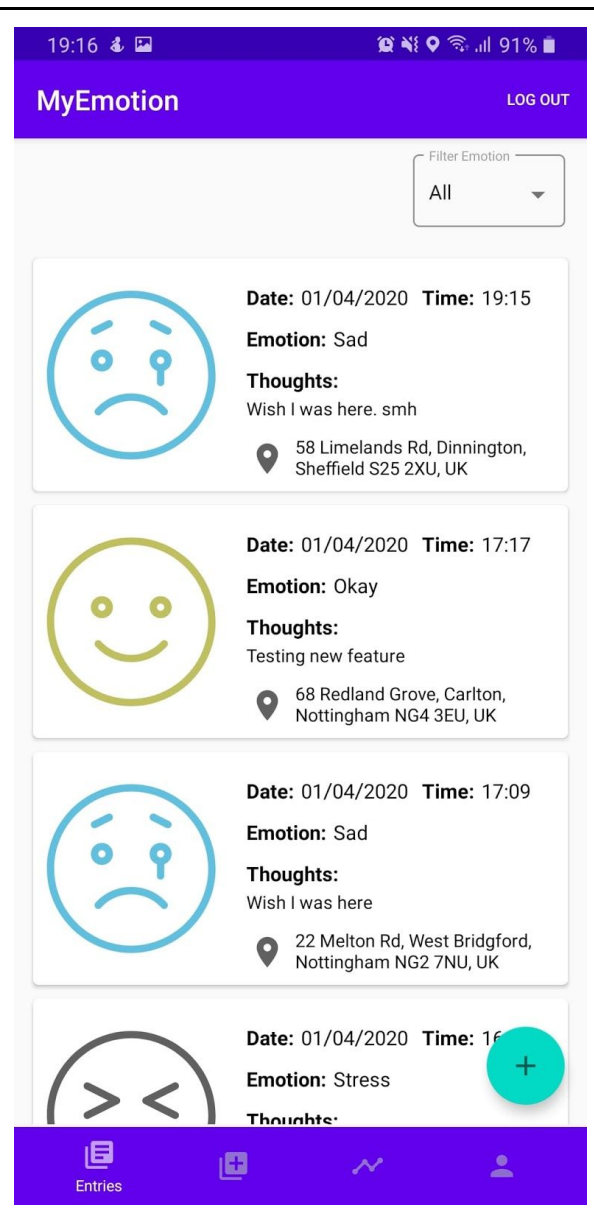 19:16 91%
MyEmotion LOG OUT
Filter Emotion
All
Date: 01/04/2020 Time: 19:15
Emotion: Sad
Thoughts:
Wish I was here. smh
58 Limelands Rd, Dinnington,
Sheffield S25 2XU, UK
Date: 01/04/2020 Time: 17:17
Emotion: Okay
Thoughts:
Testing new feature
68 Redland Grove, Carlton,
Nottingham NG4 3EU, UK
Date: 01/04/2020 Time: 17:09
Emotion: Sad
Thoughts:
Wish I was here
22 Melton Rd, West Bridgford,
Nottingham NG2 7NU, UK
Date: 01/04/2020 Time:
Emotion: Stress
Thoughts:
Entries